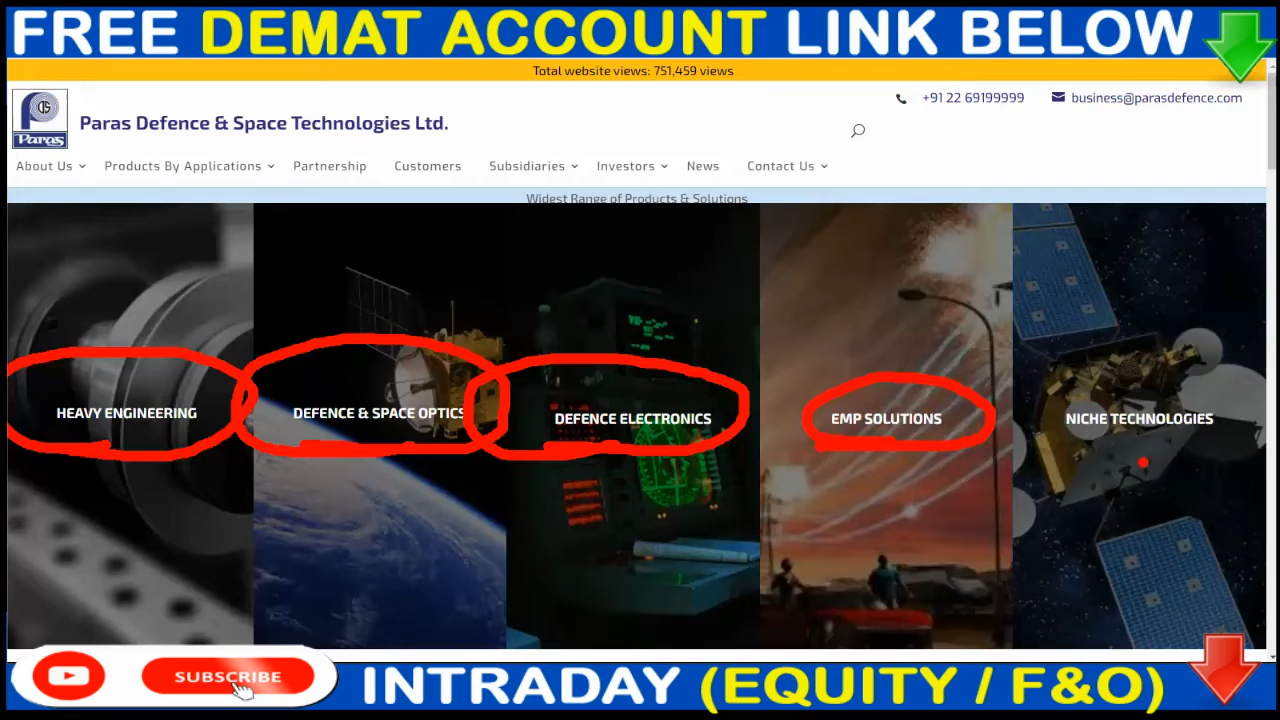 FREE DEMAT ACCOUNT LINK BELOW
Total website views: 751,459 views
+91 22 69199999 business@parasdefence.com
Paras
Paras Defence & Space Technologies Ltd.
About Us Products By Applications Partnership Customers Subsidiaries Investors News Contact Us
Widest Range of Products & Solutions
HEAVY ENGINEERING
DEFENCE & SPACE OPTICS
DEFENCE ELECTRONICS
EMP SOLUTIONS
NICHE TECHNOLOGIES
SUBSCRIBE
INTRADAY (EQUITY / F&O)